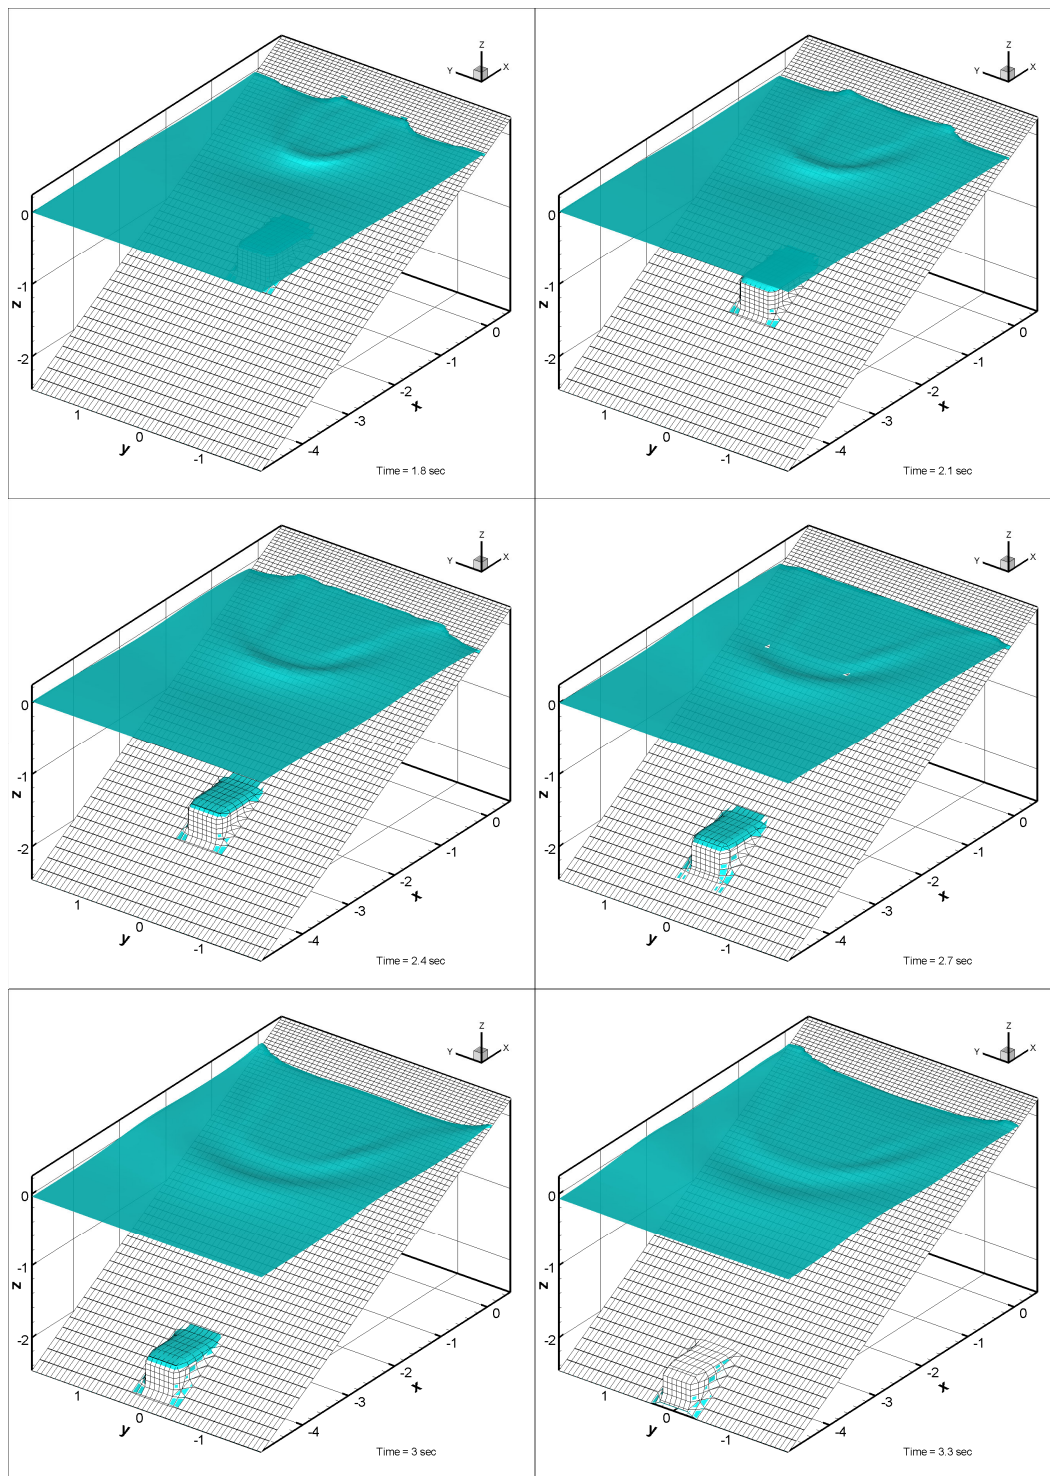 Z
Y X
0
-1
z
-2
1
0
y
-1
-4
-3
-2
x
-1
0
Time = 1.8 sec
Z
Y X
0
-1
z
-2
1
0
y
-1
-4
-3
-2
x
-1
0
Time = 2.1 sec
Z
Y X
0
-1
z
-2
1
0
y
-1
-4
-3
-2
x
-1
0
Time = 2.4 sec
Z
Y X
0
-1
z
-2
1
0
y
-1
-4
-3
-2
x
-1
0
Time = 2.7 sec
Z
Y X
0
-1
z
-2
1
0
y
-1
-4
-3
-2
x
-1
0
Time = 3 sec
Z
Y X
0
-1
z
-2
1
0
y
-1
-4
-3
-2
x
-1
0
Time = 3.3 sec